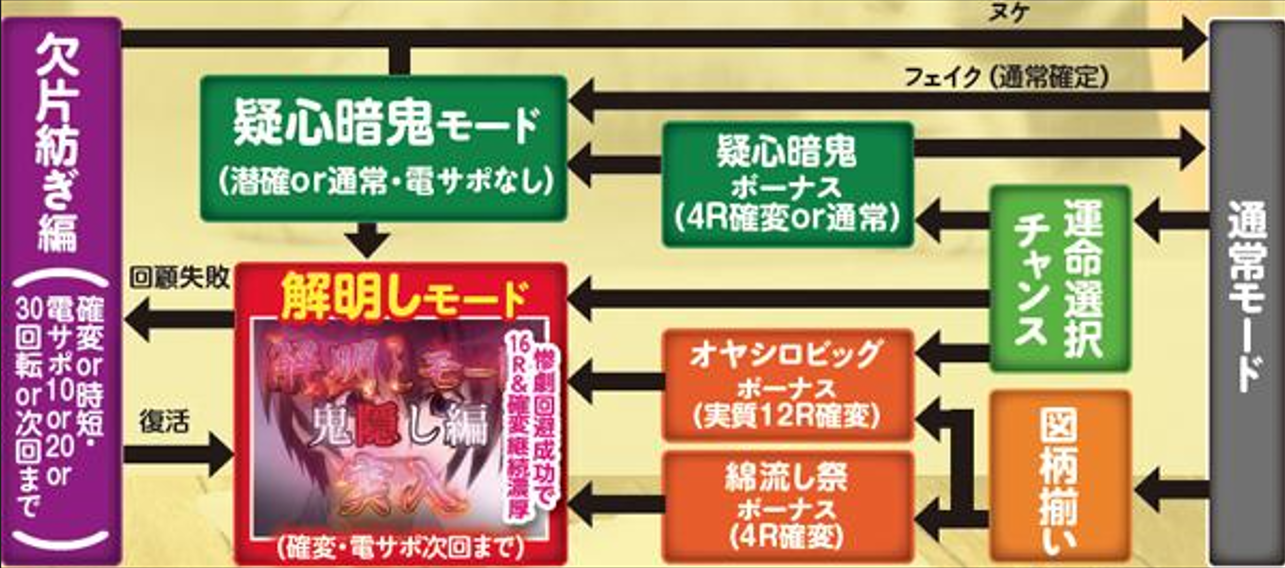 ヌケ
フェイク(通常確定)
欠片紡ぎ編
(確変or時短・
電サポ10or20or
30回転or次回まで)
疑心暗鬼モード
(潜確or通常・電サポなし)
疑心暗鬼
ボーナス
(4R確変or通常)
運命選択
チャンス
通常モード
回顧失敗
復活
解明しモード
解明しモード
鬼隠し編
突入
惨劇回避成功で
16R&確変継続濃厚
(確変・電サポ次回まで)
オヤシロビッグ
ボーナス
(実質12R確変)
綿流し祭
ボーナス
(4R確変)
図柄揃い